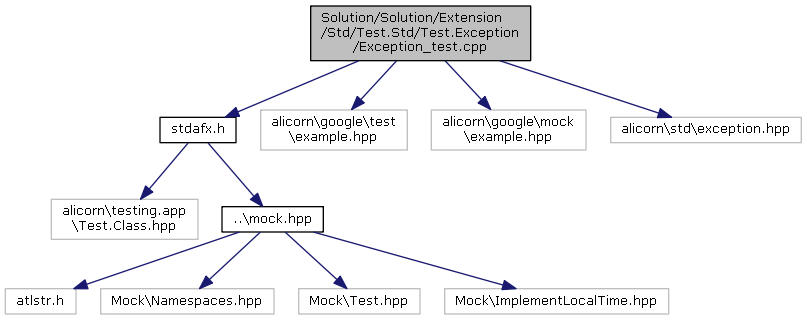 Solution/Solution/Extension
/Std/Test.Std/Test.Exception
/Exception_test.cpp
stdafx.h
alicorn\google\test
\example.hpp
alicorn\google\mock
\example.hpp
alicorn\std\exception.hpp
alicorn\testing.app
\Test.Class.hpp
..\mock.hpp
atlstr.h
Mock\Namespaces.hpp
Mock\Test.hpp
Mock\ImplementLocalTime.hpp